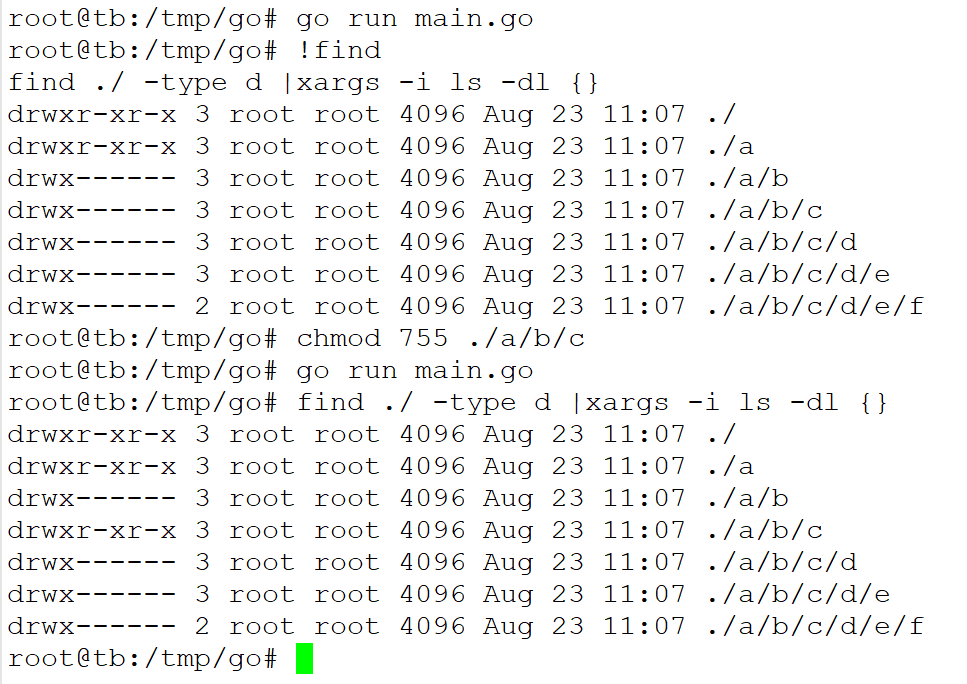 root@tb:/tmp/go# go run main.go
root@tb:/tmp/go# !find
find ./ -type d |xargs -i ls -dl {}
drwxr-xr-x 3 root root 4096 Aug 23 11:07 ./
drwxr-xr-x 3 root root 4096 Aug 23 11:07 ./a
drwx------ 3 root root 4096 Aug 23 11:07 ./a/b
drwx------ 3 root root 4096 Aug 23 11:07 ./a/b/c
drwx------ 3 root root 4096 Aug 23 11:07 ./a/b/c/d
drwx------ 3 root root 4096 Aug 23 11:07 ./a/b/c/d/e
drwx------ 2 root root 4096 Aug 23 11:07 ./a/b/c/d/e/f
root@tb:/tmp/go# chmod 755 ./a/b/c
root@tb:/tmp/go# go run main.go
root@tb:/tmp/go# find ./ -type d |xargs -i ls -dl {}
drwxr-xr-x 3 root root 4096 Aug 23 11:07 ./
drwxr-xr-x 3 root root 4096 Aug 23 11:07 ./a
drwx------ 3 root root 4096 Aug 23 11:07 ./a/b
drwxr-xr-x 3 root root 4096 Aug 23 11:07 ./a/b/c
drwx------ 3 root root 4096 Aug 23 11:07 ./a/b/c/d
drwx------ 3 root root 4096 Aug 23 11:07 ./a/b/c/d/e
drwx------ 2 root root 4096 Aug 23 11:07 ./a/b/c/d/e/f
root@tb:/tmp/go#